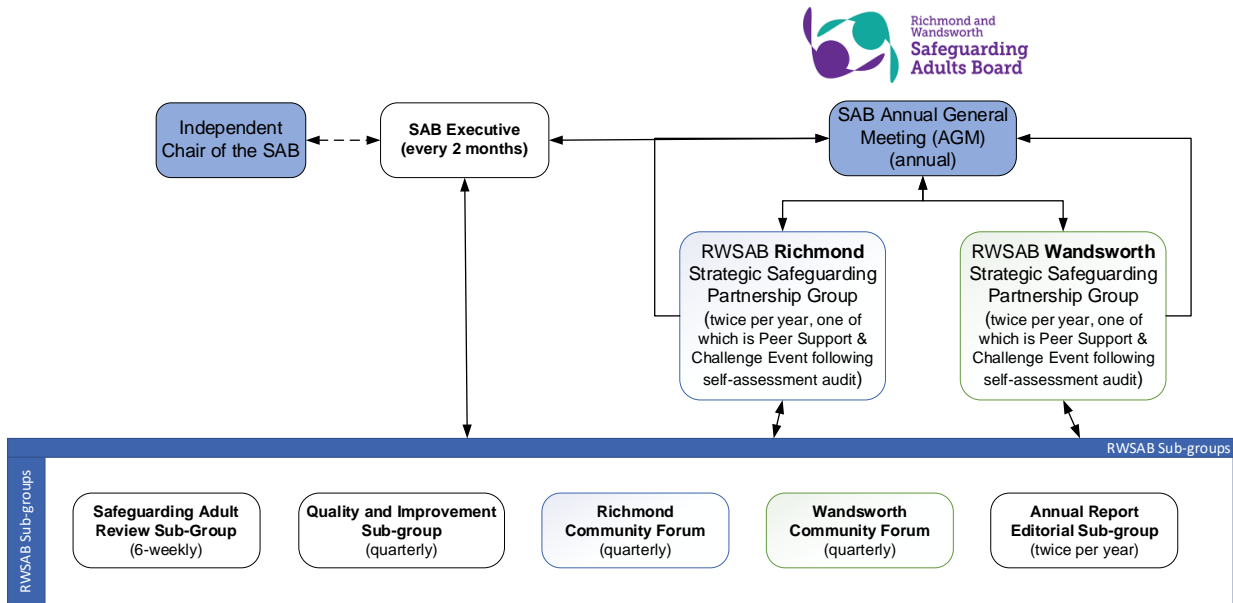 Richmond and
Wandsworth
Safeguarding
Adults Board
Independent
Chair of the SAB
SAB Executive
(every 2 months)
SAB Annual General
Meeting (AGM)
(annual)
RWSAB Richmond
Strategic Safeguarding
Partnership Group
(twice per year, one of
which is Peer Support &
Challenge Event following
self-assessment audit)
RWSAB Wandsworth
Strategic Safeguarding
Partnership Group
(twice per year, one of
which is Peer Support &
Challenge Event following
self-assessment audit)
RWSAB Sub-groups
RWSAB Sub-groups
Safeguarding Adult
Review Sub-Group
(6-weekly)
Quality and Improvement
Sub-group
(quarterly)
Richmond
Community Forum
(quarterly)
Wandsworth
Community Forum
(quarterly)
Annual Report
Editorial Sub-group
(twice per year)